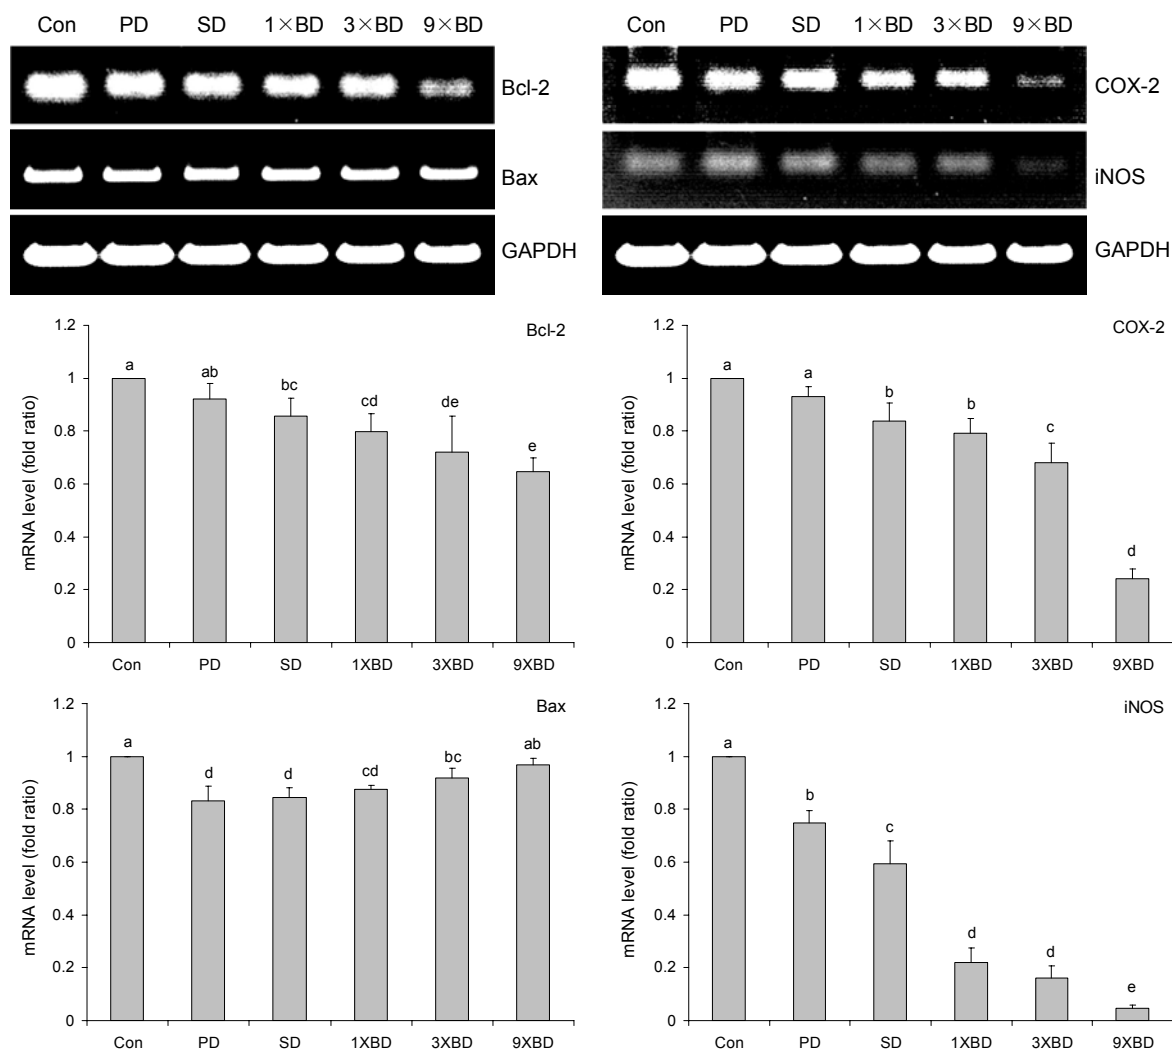 Con PD SD 1×BD 3×BD 9×BD
Bcl-2
Bax
GAPDH
Con PD SD 1×BD 3×BD 9×BD
COX-2
iNOS
GAPDH
Bcl-2
mRNA level (fold ratio)
1.2
1
0.8
0.6
0.4
0.2
0
a ab bc cd de e
Con PD SD 1XBD 3XBD 9XBD
COX-2
mRNA level (fold ratio)
1.2
1
0.8
0.6
0.4
0.2
0
a a b b c d
Con PD SD 1XBD 3XBD 9XBD
Bax
mRNA level (fold ratio)
1.2
1
0.8
0.6
0.4
0.2
0
a d d cd bc ab
Con PD SD 1XBD 3XBD 9XBD
iNOS
mRNA level (fold ratio)
1.2
1
0.8
0.6
0.4
0.2
0
a b c d d e
Con PD SD 1XBD 3XBD 9XBD